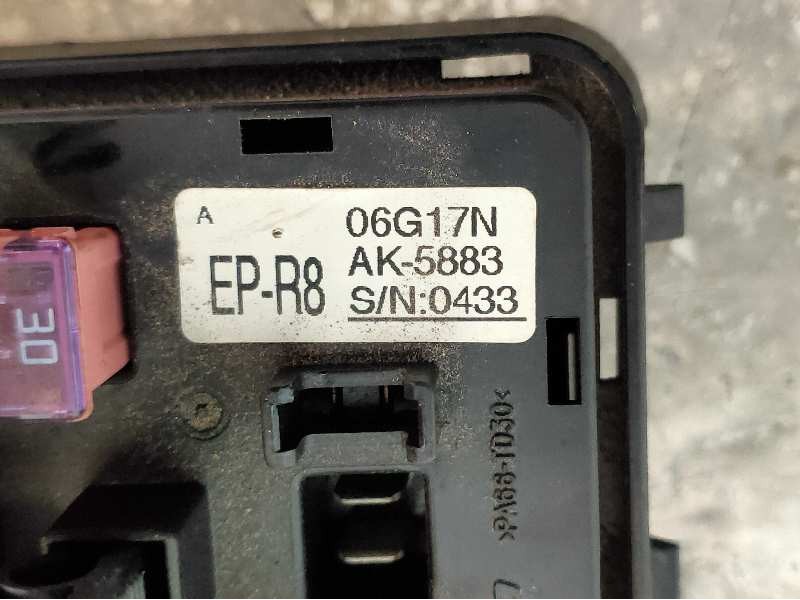 A
06G17N
EP-R8
AK-5883
S/N:0433
30
>PA66-TD30<